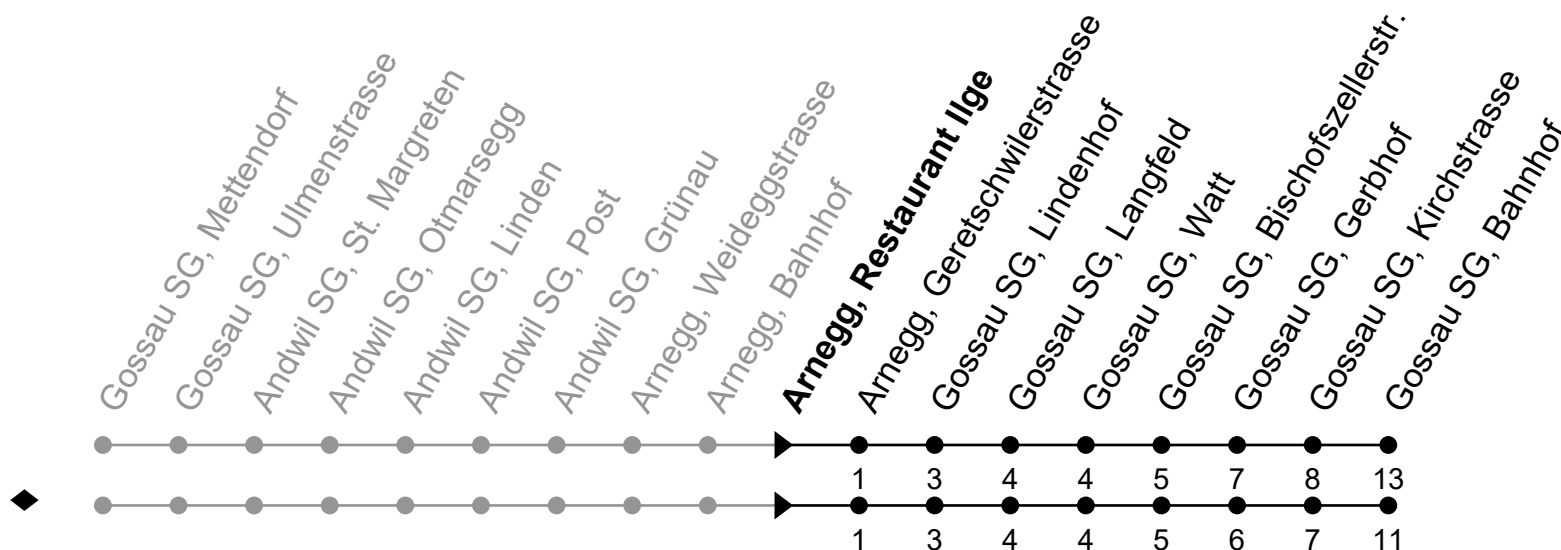 Gossau SG, Mettendorf
Gossau SG, Ulmenstrasse
Andwil SG, St. Margreten
Andwil SG, Otmarsegg
Andwil SG, Linden
Andwil SG, Post
Andwil SG, Grünau
Arnegg, Weideggstrasse
Arnegg, Bahnhof
Arnegg, Restaurant Ilge
Arnegg, Geretschwilerstrasse
Gossau SG, Lindenhof
Gossau SG, Langfeld
Gossau SG, Watt
Gossau SG, Bischofszellerstr.
Gossau SG, Gerbhof
Gossau SG, Kirchstrasse
Gossau SG, Bahnhof
1 3 4 4 5 7 8 13
1 3 4 4 5 6 7 11